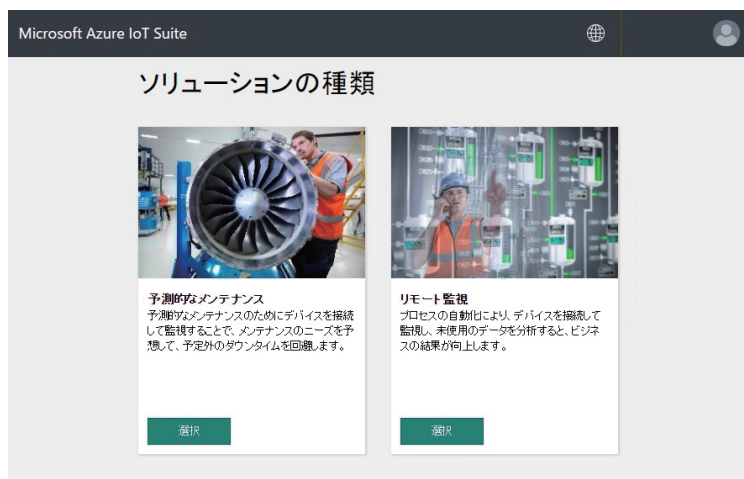 Microsoft Azure IoT Suite
ソリューションの種類
予測的なメンテナンス
予測的なメンテナンスのためにデバイスを接続
して監視することで、メンテナンスのニーズを予
想して、予定外のダウンタイムを回避します。
選択
リモート監視
プロセスの自動化により、デバイスを接続して
監視し、未使用のデータを分析すると、ビジネ
スの結果が向上します。
選択